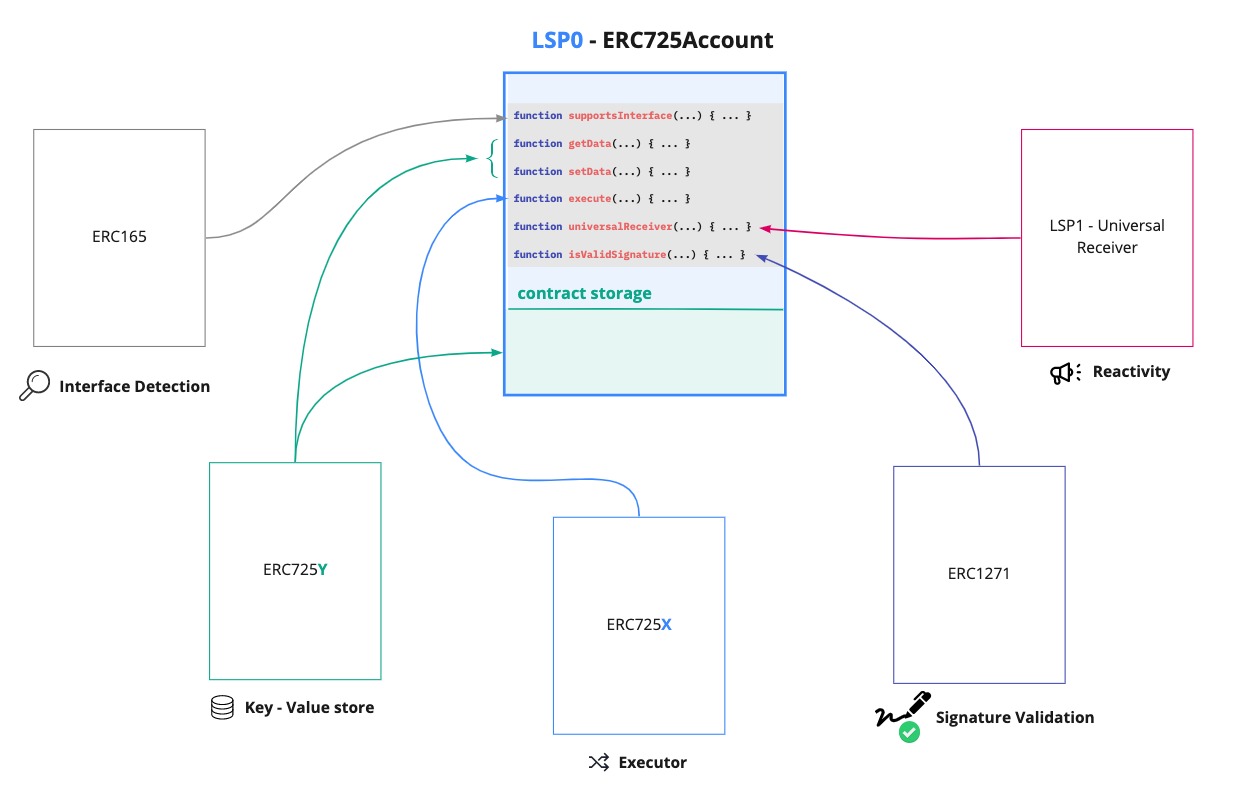 LSP0 - ERC725Account
function supportsInterface(...) { ... }
function getData(...) { ... }
function setData(...) { ... }
function execute(...) { ... }
function universalReceiver(...) { ... }
function isValidSignature(...) { ... }
contract storage
ERC165
Interface Detection
LSP1 - Universal
Receiver
Reactivity
ERC725Y
Key - Value store
ERC725X
Executor
ERC1271
Signature Validation